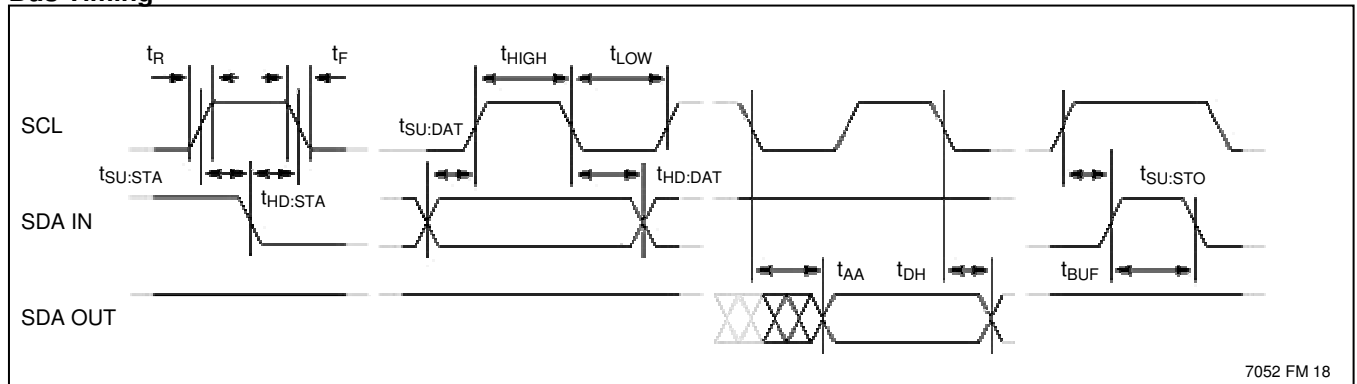 Bus Timing
tR
tF
tHIGH
tLOW
SCL
tSU:DAT
tSU:STA
tHD:STA
tHD:DAT
tSU:STO
SDA IN
tAA
tDH
tBUF
SDA OUT
7052 FM 18